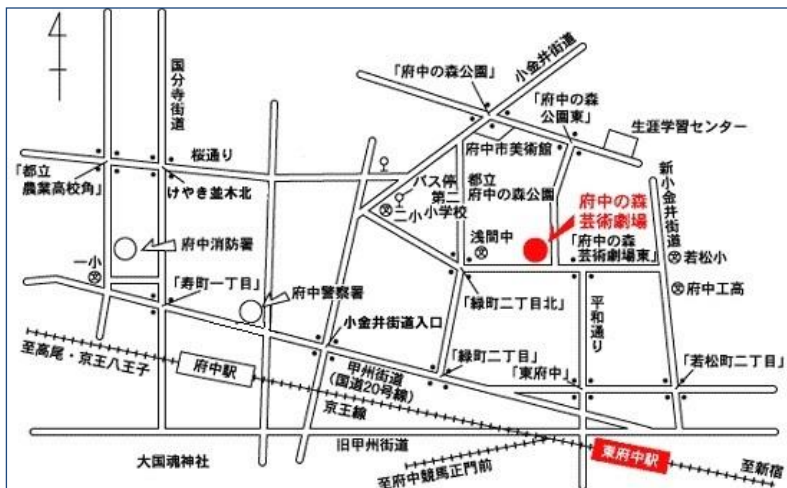 小金井街道
「府中の森公園」
国分寺街道
「府中の森
公園東」
生涯学習センター
桜通り
府中市美術館
新小金井街道
「都立
農業高校角」
けやき並木北
バス停
第二
小学校
二小
都立
府中の森公園
府中の森
芸術劇場
浅間中
「府中の森
芸術劇場東」
若松小
府中消防署
一小
「寿町一丁目」
府中工高
府中警察署
「緑町二丁目北」
平和通り
小金井街道入口
「緑町二丁目」
「若松町二丁目」
至高尾・京王八王子
府中駅
甲州街道
(国道20号線)
「東府中」
京王線
旧甲州街道
大国魂神社
東府中駅
至府中競馬正門前
至新宿